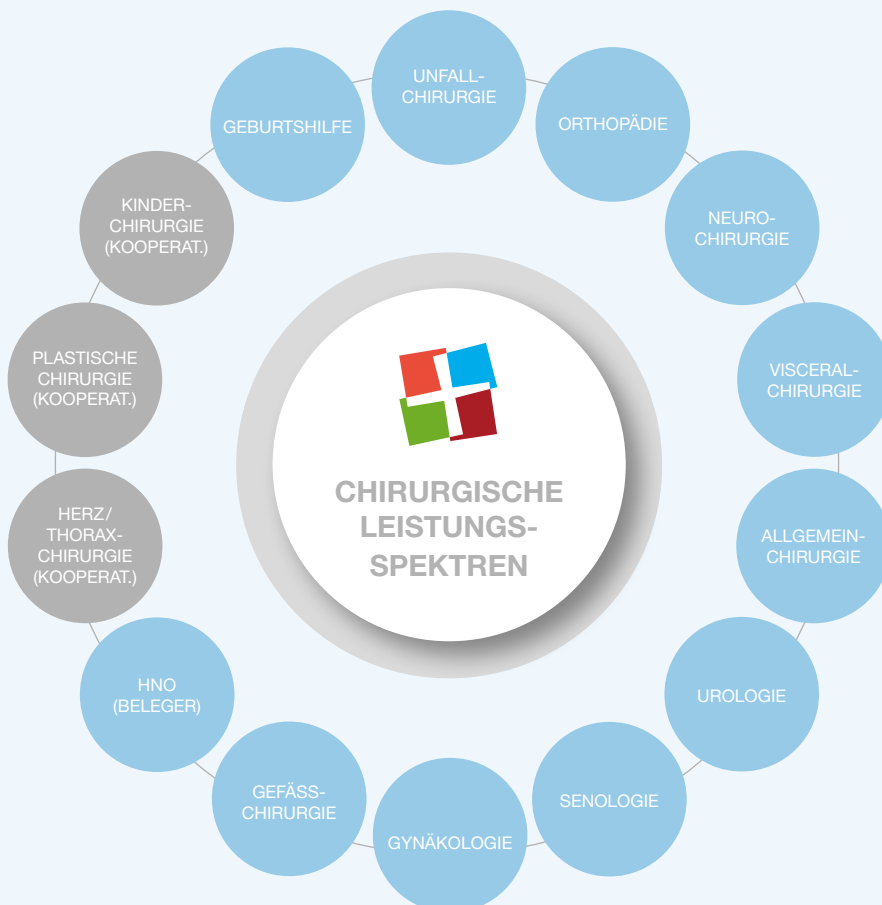 UNFALL-
CHIRURGIE
ORTHOPÄDIE
NEURO-
CHIRURGIE
VISCERAL-
CHIRURGIE
ALLGEMEIN-
CHIRURGIE
UROLOGIE
SENOLOGIE
GYNÄKOLOGIE
GEFÄSS-
CHIRURGIE
HNO
(BELEGER)
HERZ/
THORAX-
CHIRURGIE
(KOOPERAT.)
PLASTISCHE
CHIRURGIE
(KOOPERAT.)
KINDER-
CHIRURGIE
(KOOPERAT.)
GEBURTSHILFE
CHIRURGISCHE
LEISTUNGS-
SPEKTREN